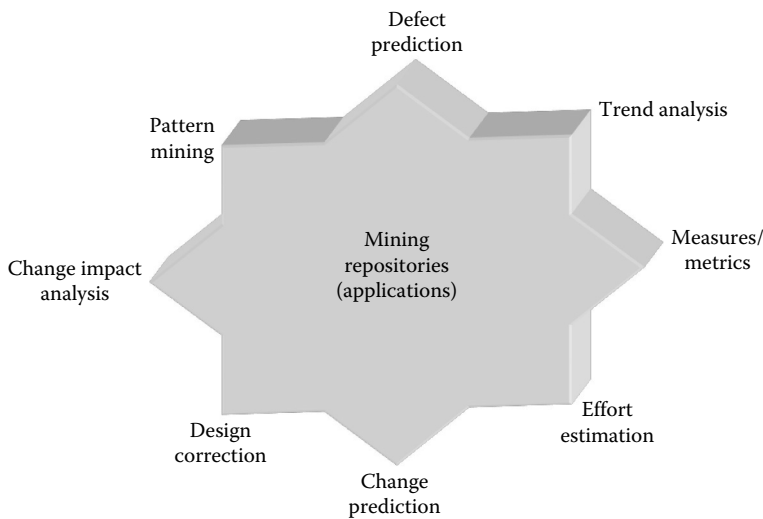 Defect
prediction
Trend analysis
Pattern
mining
Measures/
metrics
Mining
repositories
(applications)
Change impact
analysis
Effort
estimation
Design
correction
Change
prediction